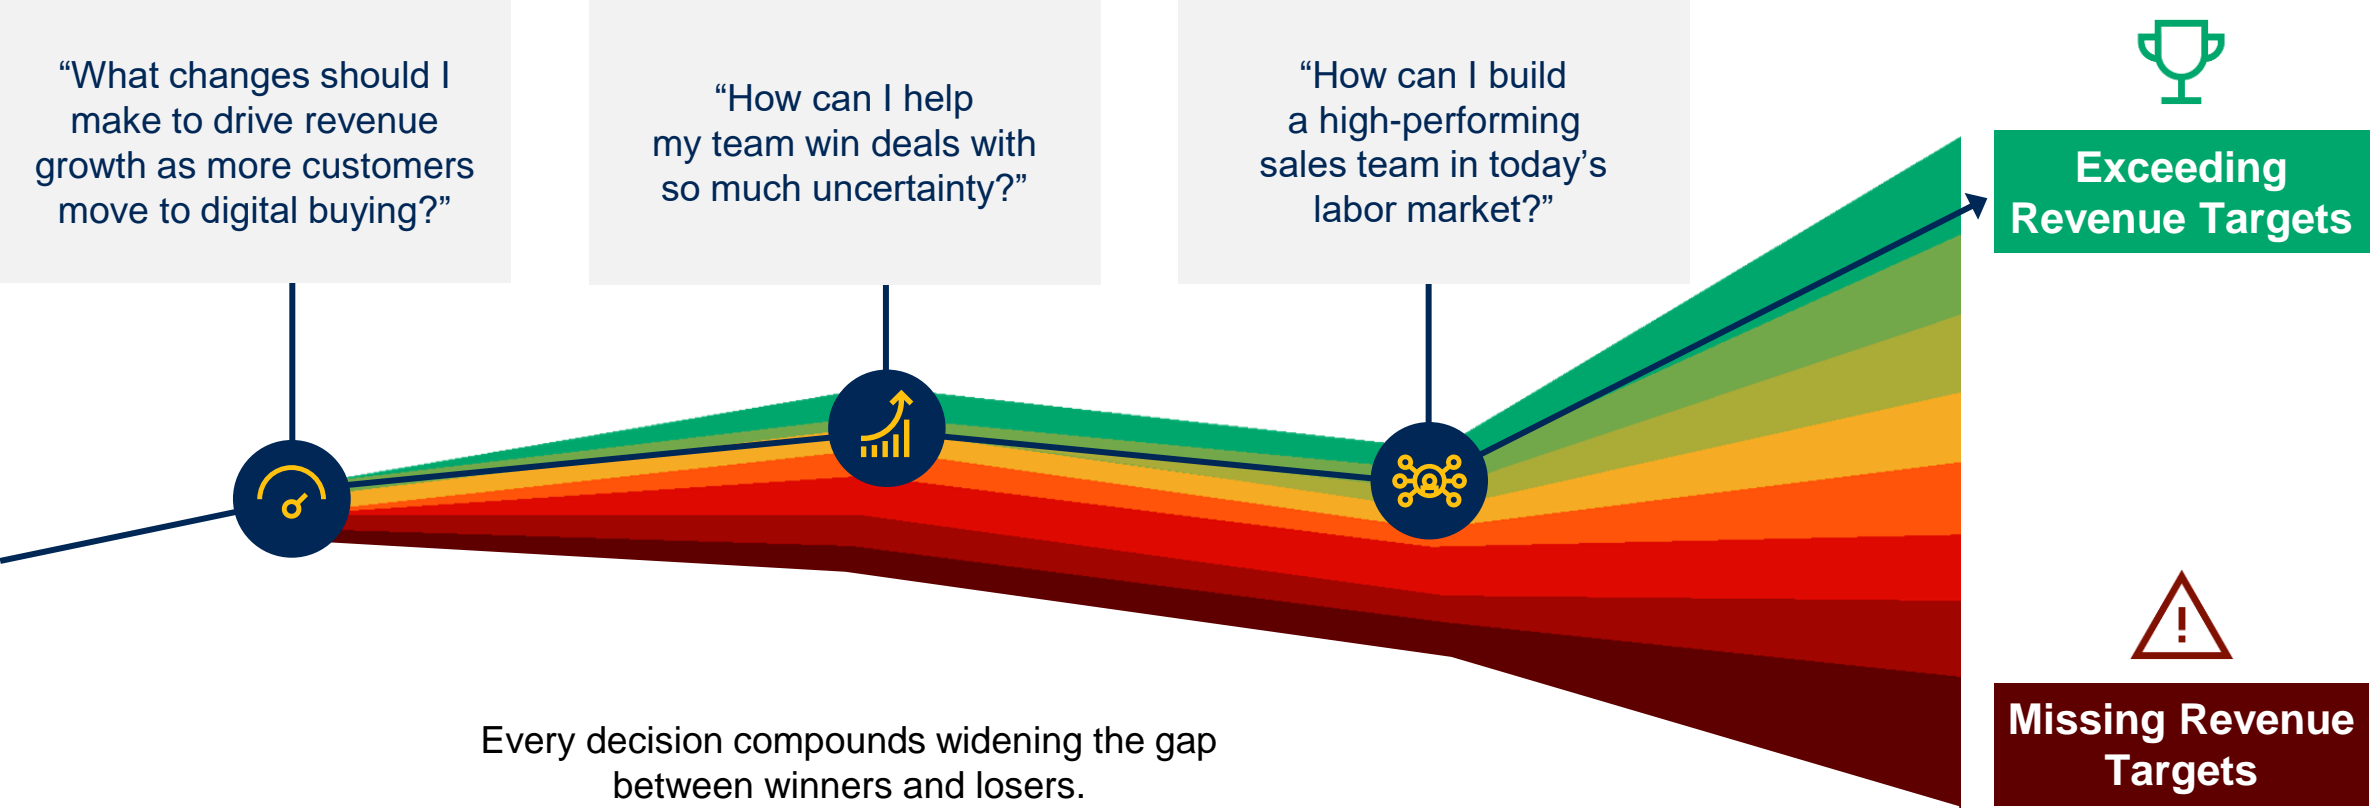 “What changes should I
make to drive revenue
growth as more customers
move to digital buying?”
“How can I help
my team win deals with
so much uncertainty?”
“How can I build
a high-performing
sales team in today’s
labor market?”
Exceeding
Revenue Targets
Missing Revenue
Targets
Every decision compounds widening the gap
between winners and losers.